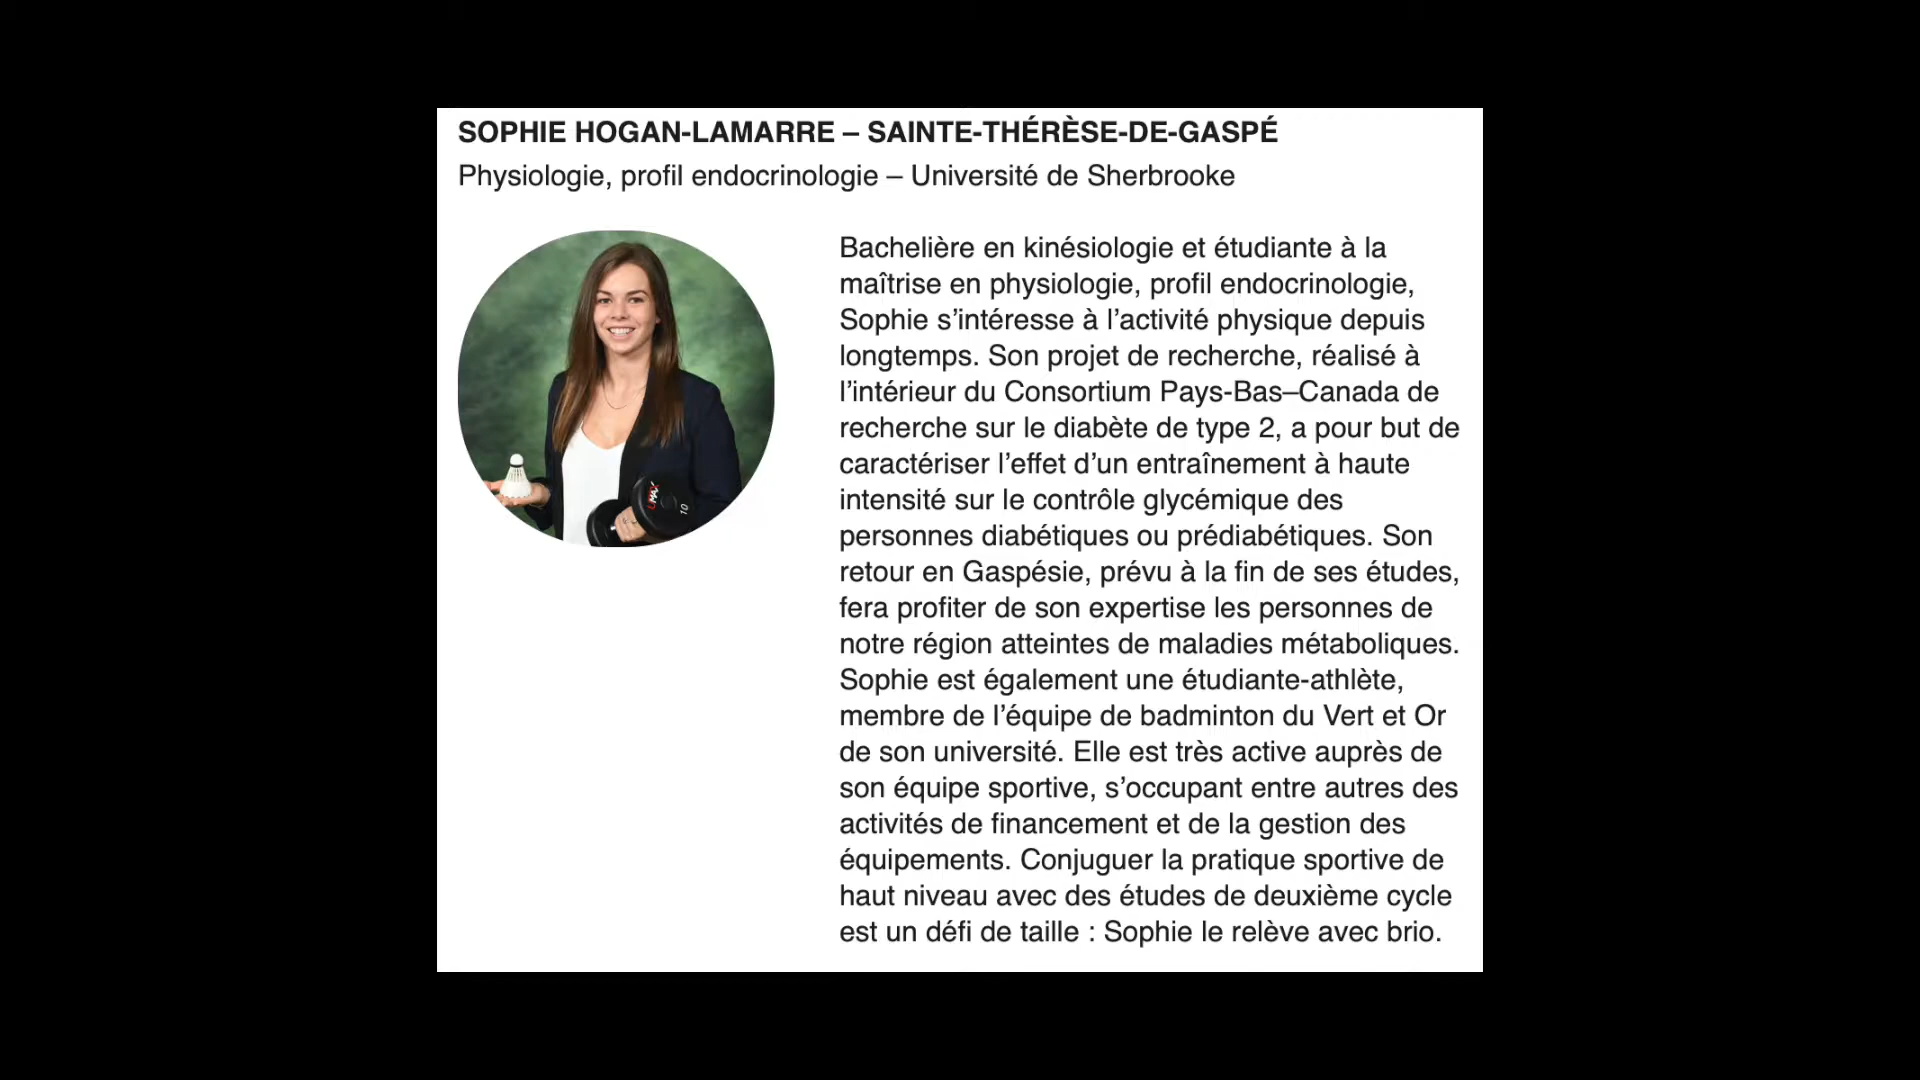 SOPHIE HOGAN-LAMARRE – SAINTE-THÉRÈSE-DE-GASPÉ
Physiologie, profil endocrinologie – Université de Sherbrooke
Bachelière en kinésiologie et étudiante à la
maîtrise en physiologie, profil endocrinologie,
Sophie s’intéresse à l’activité physique depuis
longtemps. Son projet de recherche, réalisé à
l’intérieur du Consortium Pays-Bas–Canada de
recherche sur le diabète de type 2, a pour but de
caractériser l’effet d’un entraînement à haute
intensité sur le contrôle glycémique des
personnes diabétiques ou prédiabétiques. Son
retour en Gaspésie, prévu à la fin de ses études,
fera profiter de son expertise les personnes de
notre région atteintes de maladies métaboliques.
Sophie est également une étudiante-athlète,
membre de l’équipe de badminton du Vert et Or
de son université. Elle est très active auprès de
son équipe sportive, s’occupant entre autres des
activités de financement et de la gestion des
équipements. Conjuguer la pratique sportive de
haut niveau avec des études de deuxième cycle
est un défi de taille : Sophie le relève avec brio.
MAX
10